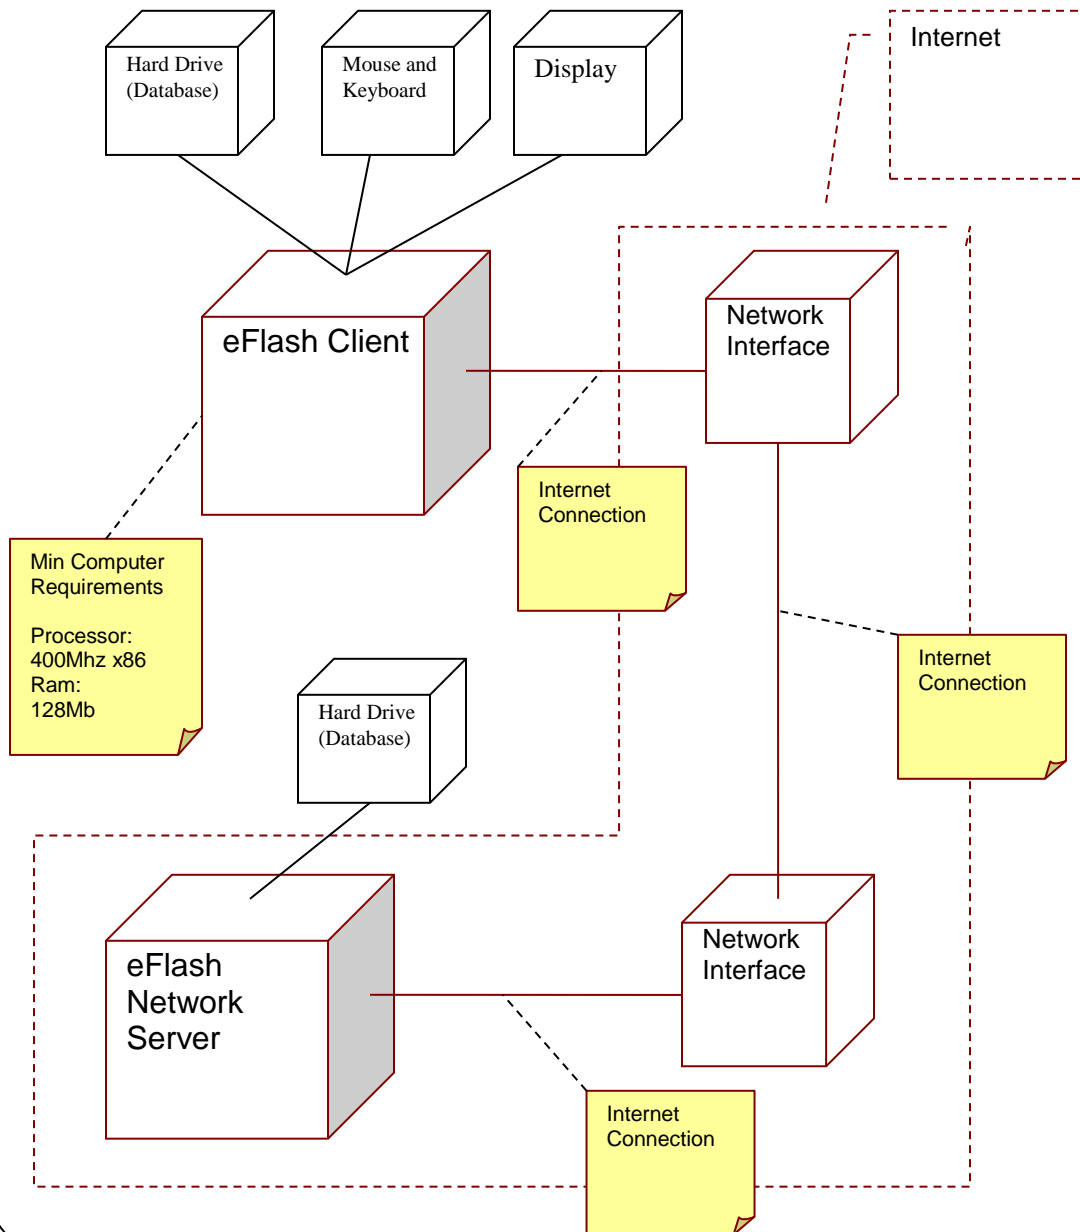 Hard Drive
(Database)
Mouse and
Keyboard
Display
Internet
eFlash Client
Network
Interface
Internet
Connection
Min Computer
Requirements
Processor:
400Mhz x86
Ram:
128Mb
Internet
Connection
Hard Drive
(Database)
eFlash
Network
Server
Network
Interface
Internet
Connection